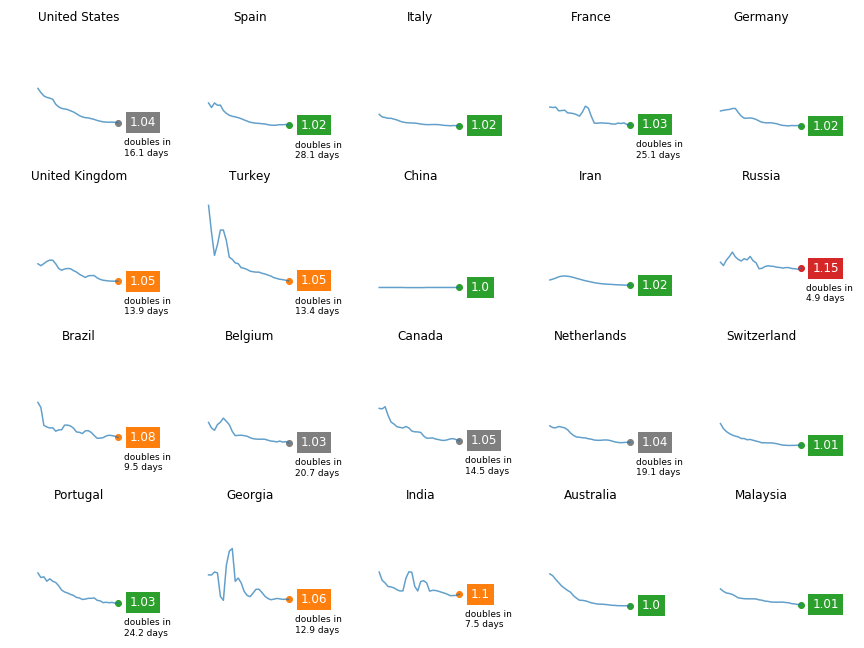 United States
Spain
Italy
France
Germany
1.04
1.02
1.02
1.03
1.02
doubles in
16.1 days
doubles in
28.1 days
doubles in
25.1 days
United Kingdom
Turkey
China
Iran
Russia
1.05
1.05
1.0
1.02
1.15
doubles in
13.9 days
doubles in
13.4 days
doubles in
4.9 days
Brazil
Belgium
Canada
Netherlands
Switzerland
1.08
1.03
1.05
1.04
1.01
doubles in
9.5 days
doubles in
20.7 days
doubles in
14.5 days
doubles in
19.1 days
Portugal
Georgia
India
Australia
Malaysia
1.03
1.06
1.1
1.0
1.01
doubles in
24.2 days
doubles in
12.9 days
doubles in
7.5 days